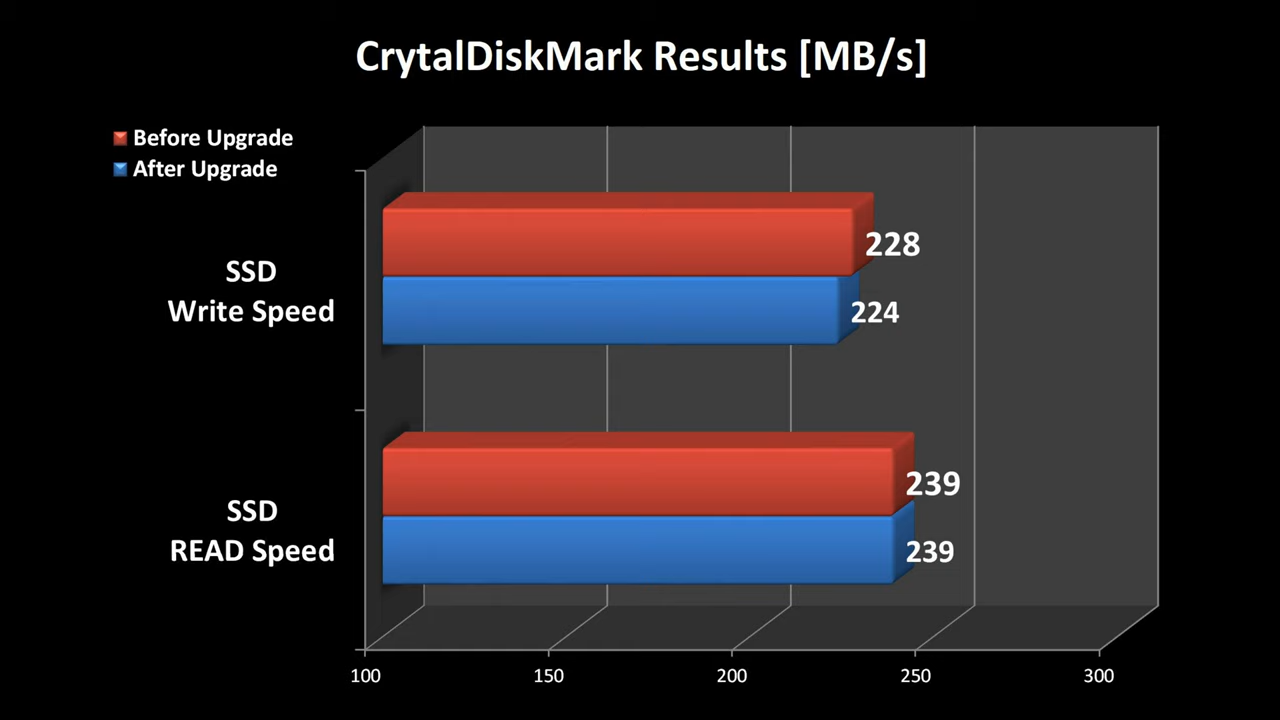 CrytalDiskMark Results [MB/s]
Before Upgrade
After Upgrade
SSD
Write Speed
228
224
SSD
READ Speed
239
239
100
150
200
250
300